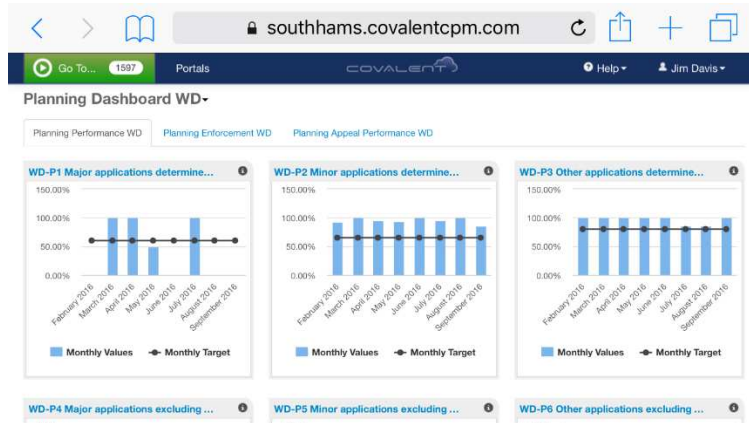 southhams.covalentcpm.com
Go To... 1597 Portals COVALENT Help Jim Davis
Planning Dashboard WD
Planning Performance WD Planning Enforcement WD Planning Appeal Performance WD
WD-P1 Major applications determine... WD-P2 Minor applications determine... WD-P3 Other applications determine...
150.00% 150.00% 150.00%
100.00% 100.00% 100.00%
50.00% 50.00% 50.00%
0.00% 0.00% 0.00%
February 2016 March 2016 April 2016 May 2016 June 2016 July 2016 August 2016 September 2016 February 2016 March 2016 April 2016 May 2016 June 2016 July 2016 August 2016 September 2016 February 2016 March 2016 April 2016 May 2016 June 2016 July 2016 August 2016 September 2016
Monthly Values Monthly Target Monthly Values Monthly Target Monthly Values Monthly Target
WD-P4 Major applications excluding ... WD-P5 Minor applications excluding ... WD-P6 Other applications excluding ...